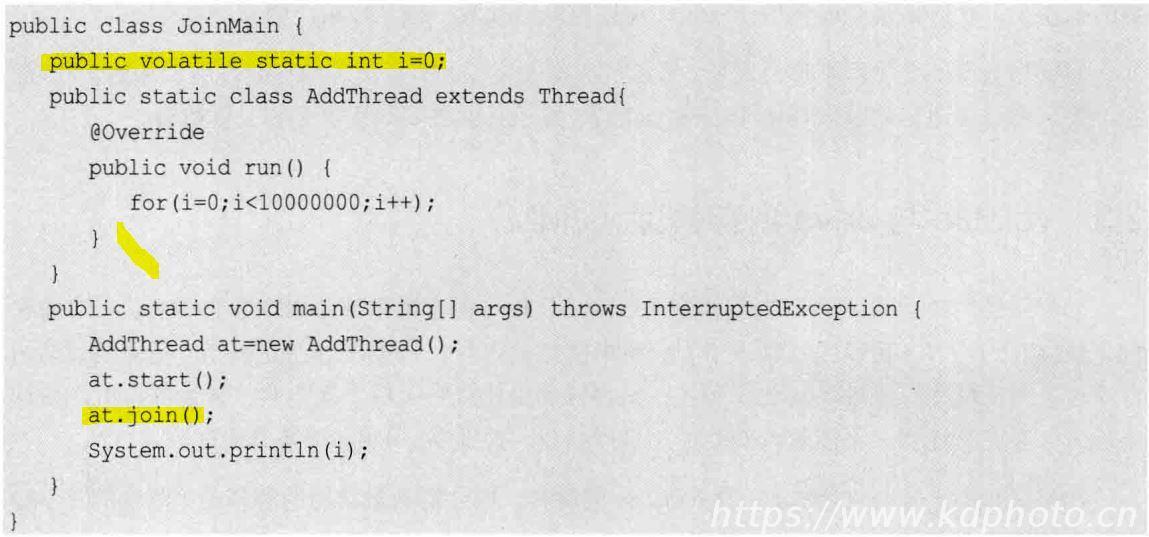 public class JoinMain {
public volatile static int i=0;
public static class AddThread extends Thread{
@Override
public void run() {
for(i=0;i<10000000;i++);
}
}
public static void main(String[] args) throws InterruptedException {
AddThread at=new AddThread();
at.start();
at.join();
System.out.println(i);
}
}
https://www.kdphoto.cn